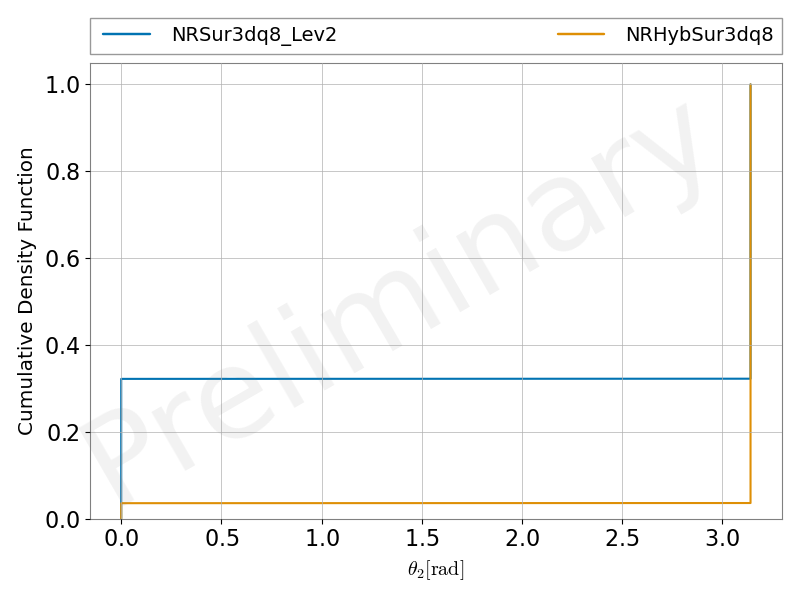 NRSur3dq8_Lev2 NRHybSur3dq8
1.0
0.8
0.6
0.4
0.2
0.0
Cumulative Density Function
Preliminary
0.0 0.5 1.0 1.5 2.0 2.5 3.0
θ₂[rad]